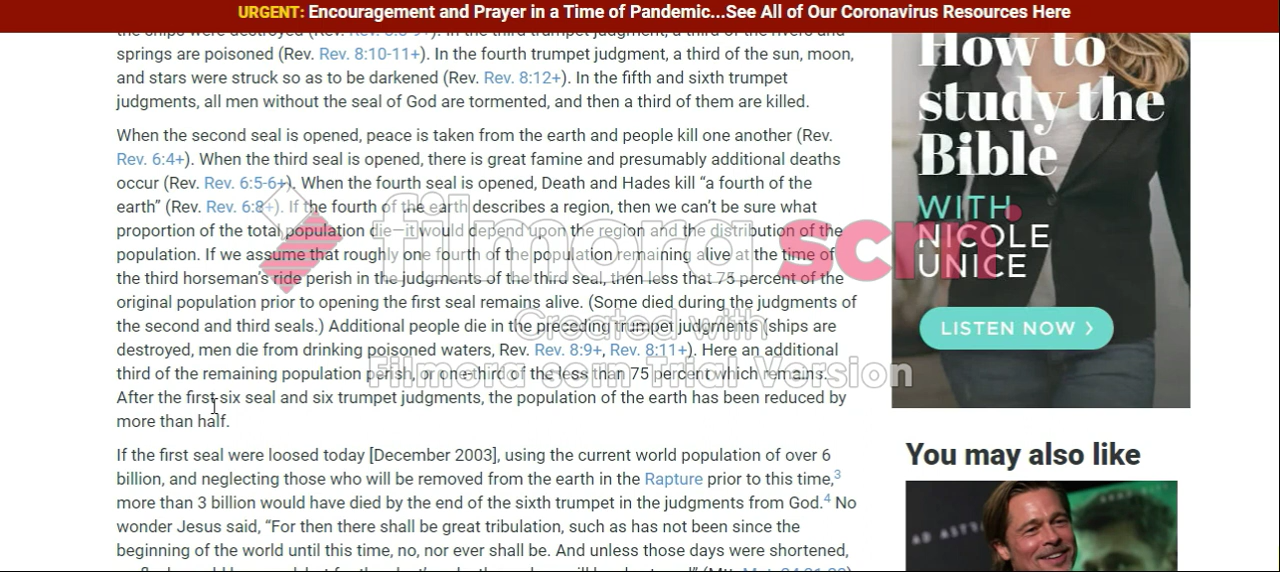 URGENT: Encouragement and Prayer in a Time of Pandemic...See All of Our Coronavirus Resources Here
springs are poisoned (Rev. Rev. 8:10-11+). In the fourth trumpet judgment, a third of the sun, moon,
and stars were struck so as to be darkened (Rev. Rev. 8:12+). In the fifth and sixth trumpet
judgments, all men without the seal of God are tormented, and then a third of them are killed.
When the second seal is opened, peace is taken from the earth and people kill one another (Rev.
Rev. 6:4+). When the third seal is opened, there is great famine and presumably additional deaths
occur (Rev. Rev. 6:5-6+). When the fourth seal is opened, Death and Hades kill “a fourth of the
earth” (Rev. Rev. 6:8+). If the fourth of the earth describes a region, then we can’t be sure what
proportion of the total population die—it would depend upon the region and the distribution of the
population. If we assume that roughly one fourth of the population remaining alive at the time of
the third horseman’s ride perish in the judgments of the third seal, then less that 75 percent of the
original population prior to opening the first seal remains alive. (Some died during the judgments of
the second and third seals.) Additional people die in the preceding trumpet judgments (ships are
destroyed, men die from drinking poisoned waters, Rev. Rev. 8:9+, Rev. 8:11+). Here an additional
third of the remaining population perish, or one-third of the less than 75 percent which remains.
After the first six seal and six trumpet judgments, the population of the earth has been reduced by
more than half.
If the first seal were loosed today [December 2003], using the current world population of over 6
billion, and neglecting those who will be removed from the earth in the Rapture prior to this time,3
more than 3 billion would have died by the end of the sixth trumpet in the judgments from God.4 No
wonder Jesus said, “For then there shall be great tribulation, such as has not been since the
beginning of the world until this time, no, nor ever shall be. And unless those days were shortened,
How to
study the
Bible
WITH
NICOLE
UNICE
LISTEN NOW >
You may also like
AD ASTRA
filmora scrn
Created with
Filmora scrn Trial Version